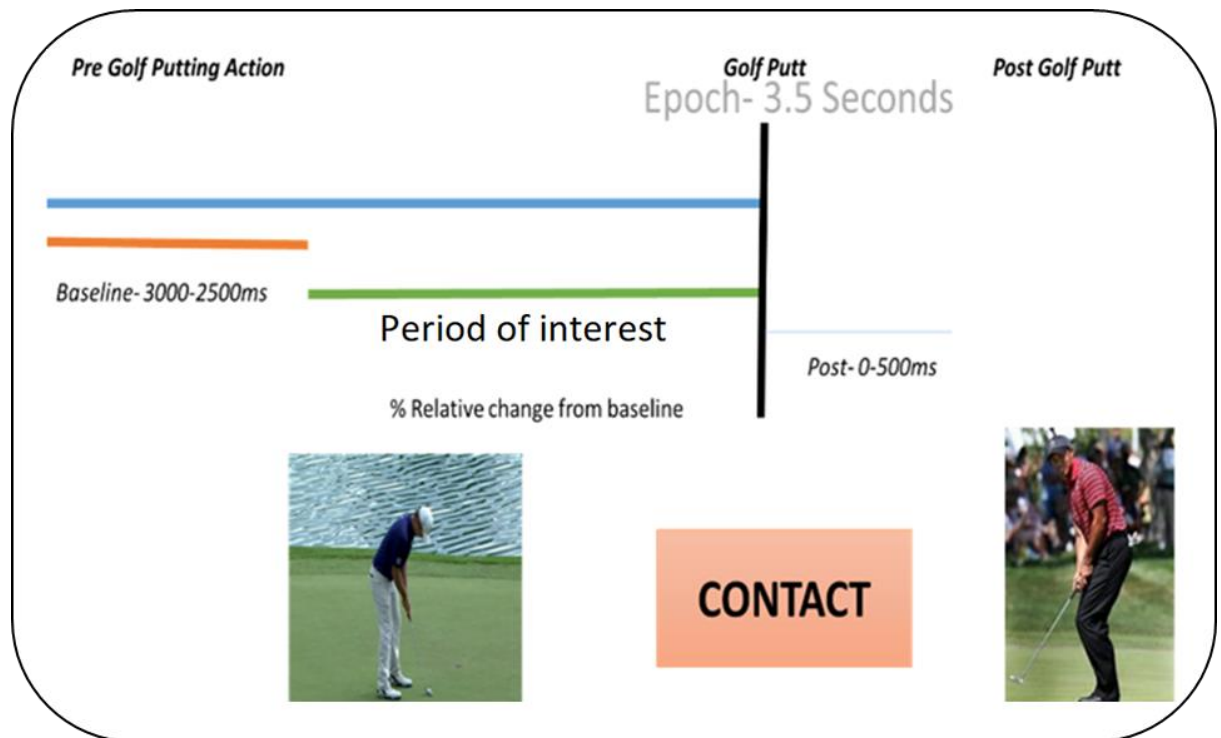 Pre Golf Putting Action
Golf Putt
Post Golf Putt
Epoch- 3.5 Seconds
Baseline- 3000-2500ms
Period of interest
Post- 0-500ms
% Relative change from baseline
CONTACT